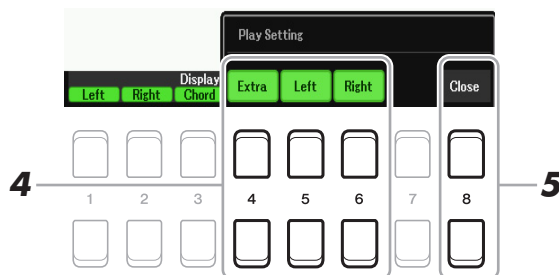 Play Setting
Display
Left Right Chord Extra Left Right Close
4 5
1 2 3 4 5 6 7 8